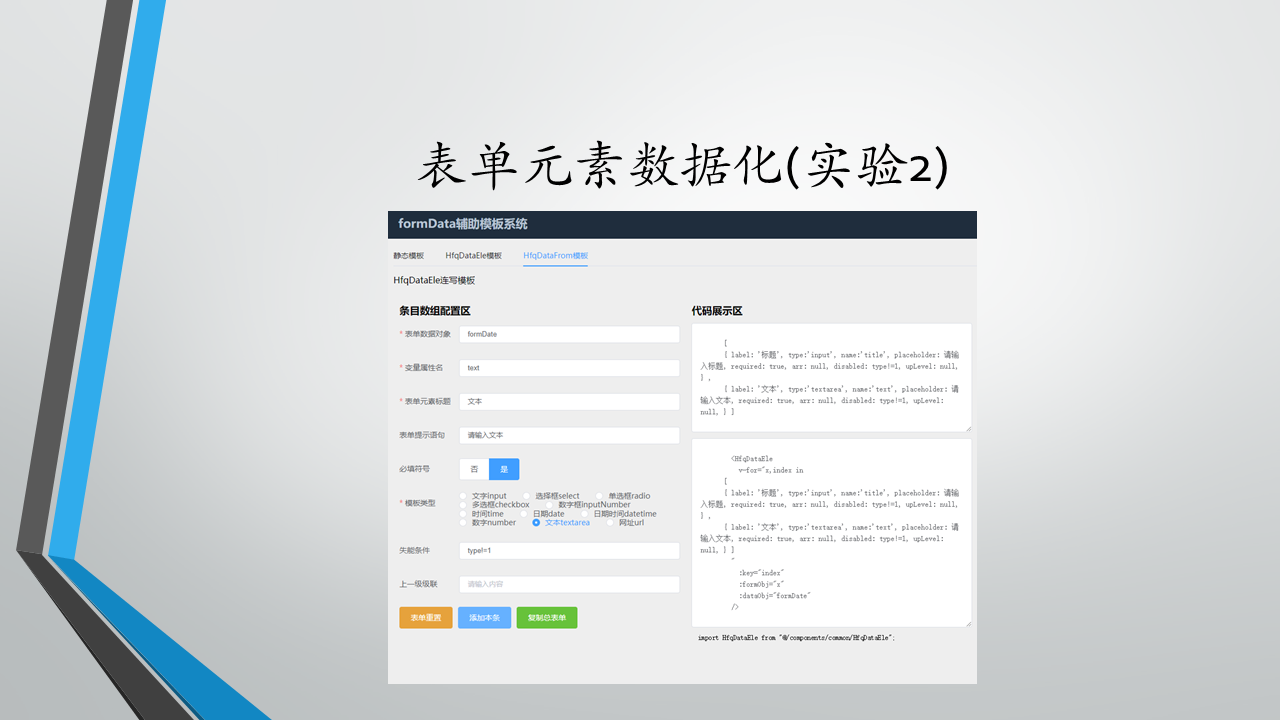 表单元素数据化(实验2)
formData辅助模板系统
静态模板 HfqDataEle模板 HfqDataFrom模板
HfqDataEle连写模板
条目数组配置区
* 表单数据对象 formDate
* 变量属性名 text
* 表单元素标题 文本
表单提示语句 请输入文本
必填符号 否 是
* 模板类型 文字input 选择框select 单选框radio
多选框checkbox 数字框inputNumber
时间time 日期date 日期时间datetime
数字number 文本textarea 网址url
失能条件 type!=1
上一级级联 请输入内容
表单重置 添加本条 复制总表单
代码展示区
[
{ label: '标题', type:'input', name:'title', placeholder: 请输
入标题, required: true, arr: null, disabled: type!=1, upLevel: null,
} ,
{ label: '文本', type:'textarea', name:'text', placeholder: 请
输入文本, required: true, arr: null, disabled: type!=1, upLevel:
null, } ]
<HfqDataEle
v-for="x,index in
[
{ label: '标题', type:'input', name:'title', placeholder: 请输
入标题, required: true, arr: null, disabled: type!=1, upLevel: null,
} ,
{ label: '文本', type:'textarea', name:'text', placeholder: 请
输入文本, required: true, arr: null, disabled: type!=1, upLevel:
null, } ]
"
:key="index"
:formObj="x"
:dataObj="formDate"
/>
import HfqDataEle from "@/components/common/HfqDataEle";